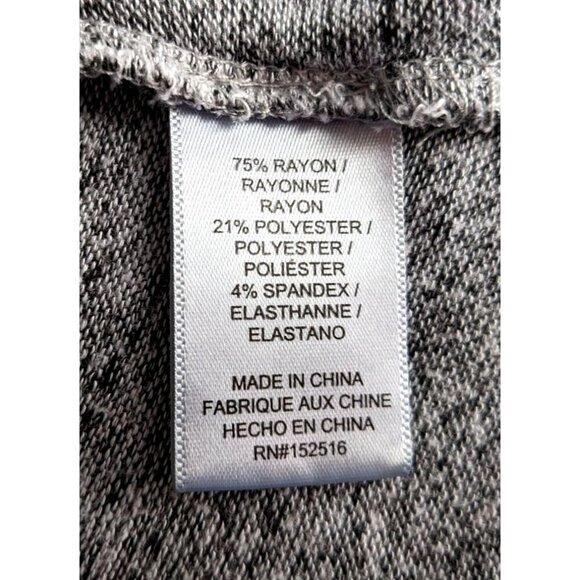 75% RAYON /
RAYONNE /
RAYON
21% POLYESTER /
POLYESTER /
POLIÉSTER
4% SPANDEX /
ELASTHANNE /
ELASTANO
MADE IN CHINA
FABRIQUE AUX CHINE
HECHO EN CHINA
RN#152516